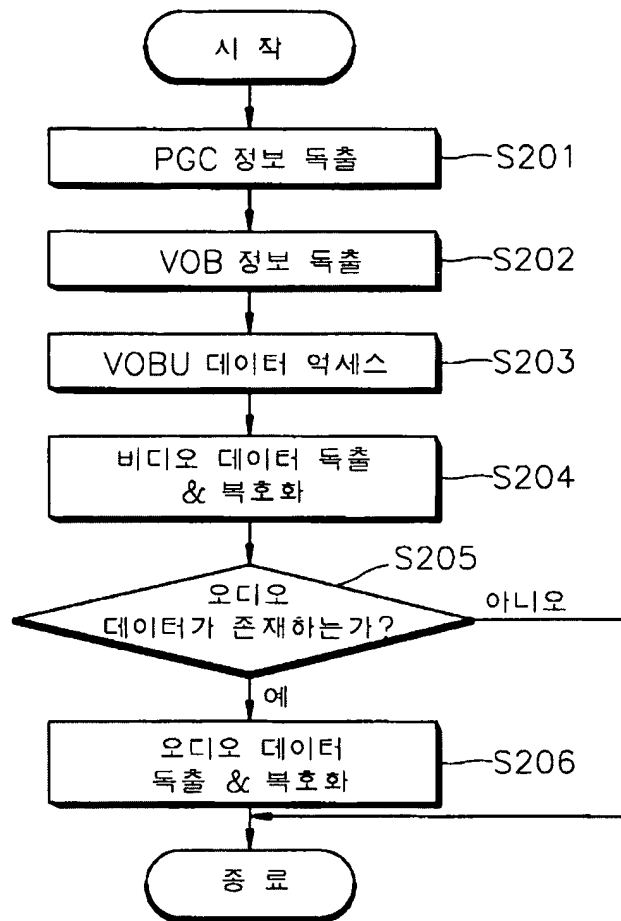 시 작
PGC 정보 독출
S201
VOB 정보 독출
S202
VOBU 데이터 억세스
S203
비디오 데이터 독출
& 복호화
S204
S205
오디오
데이터가 존재하는가?
아니오
예
오디오 데이터
독출 & 복호화
S206
종 료